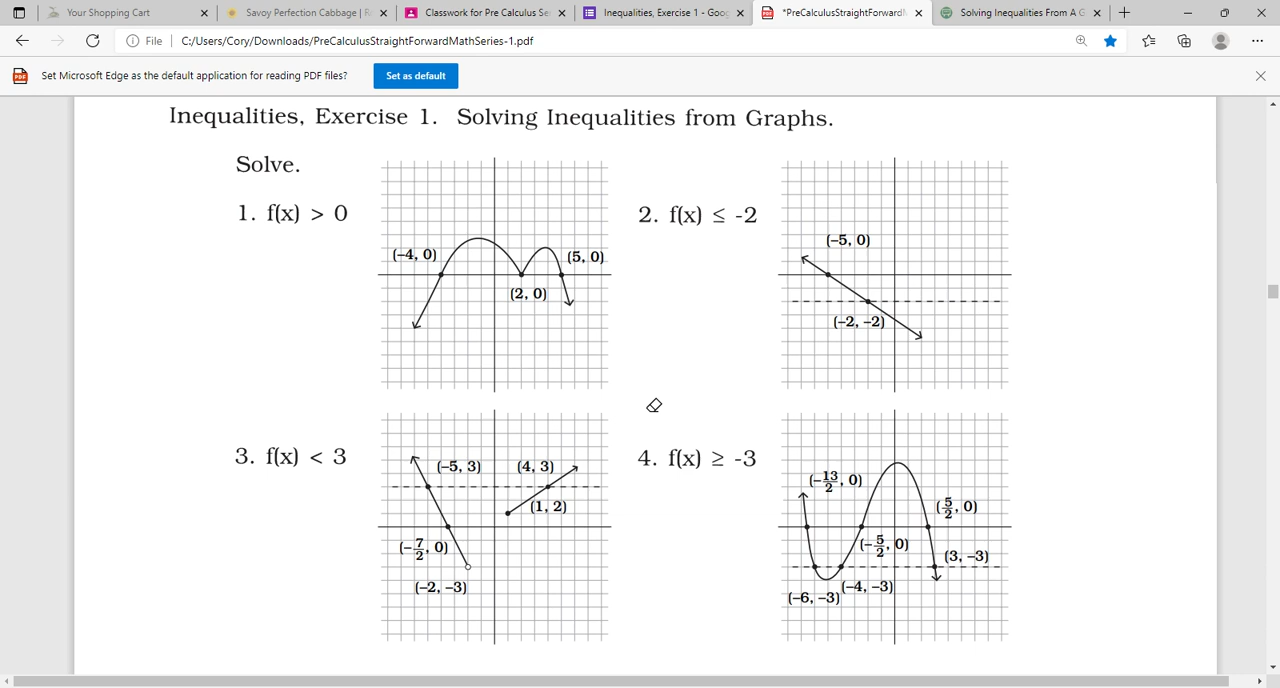 Your Shopping Cart
Savoy Perfection Cabbage | R
Classwork for Pre Calculus Se
Inequalities, Exercise 1 - Goog
*PreCalculusStraightForwardM
Solving Inequalities From A G
File | C:/Users/Cory/Downloads/PreCalculusStraightForwardMathSeries-1.pdf
Set Microsoft Edge as the default application for reading PDF files?
Set as default
Inequalities, Exercise 1. Solving Inequalities from Graphs.
Solve.
1. f(x) > 0
(−4, 0)
(5, 0)
(2, 0)
2. f(x) ≤ -2
(−5, 0)
(−2, −2)
3. f(x) < 3
(−5, 3)
(4, 3)
(1, 2)
(−7/2, 0)
(−2, −3)
4. f(x) ≥ -3
(−13/2, 0)
(5/2, 0)
(−5/2, 0)
(3, −3)
(−4, −3)
(−6, −3)